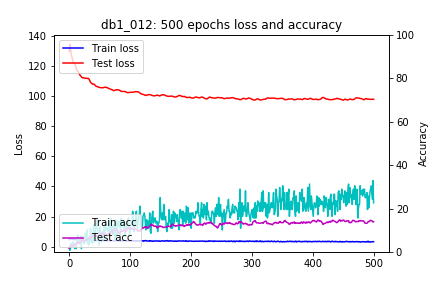 db1_012: 500 epochs loss and accuracy
Train loss
Test loss
Train acc
Test acc
Loss
140
120
100
80
60
40
20
0
Accuracy
100
80
60
40
20
0
0
100
200
300
400
500